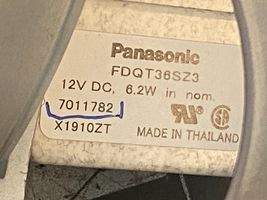 Panasonic
FDQT36SZ3
12V DC, 6.2W in nom.
7011782
X1910ZT
MADE IN THAILAND